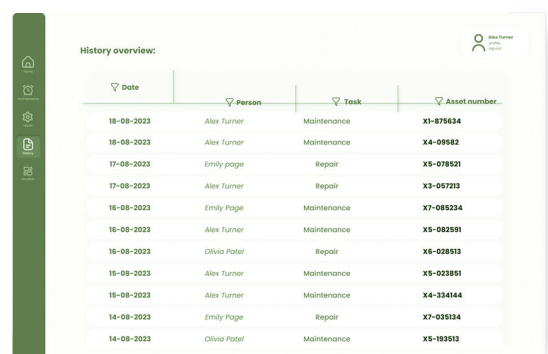 Alex Turner
profile
log out
History overview:
Date
Person Task Asset number
18-08-2023 Alex Turner Maintenance X1-875634
18-08-2023 Alex Turner Maintenance X4-09582
17-08-2023 Emily page Repair X5-078521
17-08-2023 Alex Turner Repair X3-057213
16-08-2023 Emily Page Maintenance X7-085234
16-08-2023 Alex Turner Maintenance X5-082591
16-08-2023 Olivia Patel Repair X6-028513
15-08-2023 Alex Turner Maintenance X5-023851
15-08-2023 Alex Turner Maintenance X4-334144
14-08-2023 Emily Page Repair X7-035134
14-08-2023 Olivia Patel Maintenance X5-193513